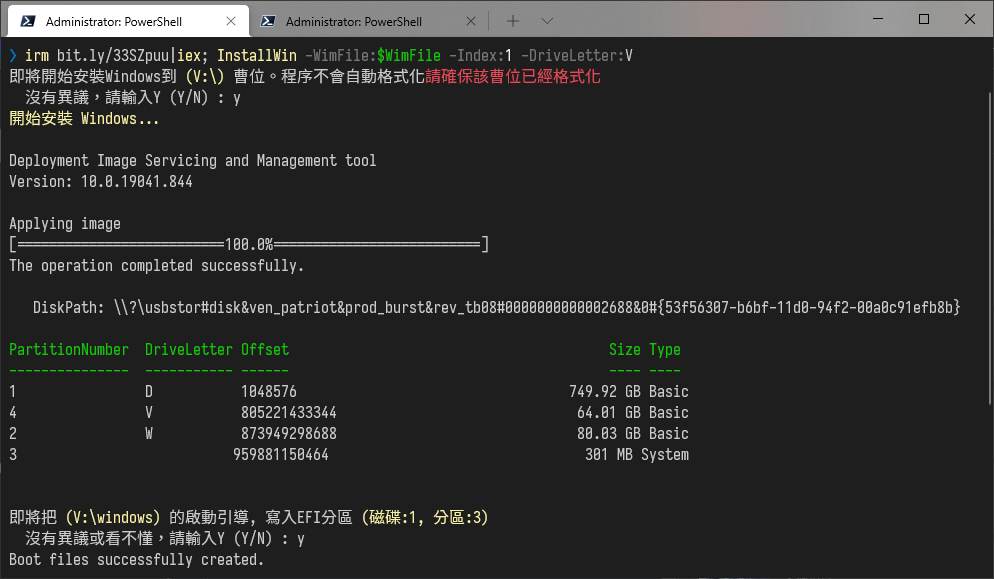 Administrator: PowerShell
Administrator: PowerShell
❯ irm bit.ly/33SZpuu|iex; InstallWin -WimFile:$WimFile -Index:1 -DriveLetter:V
即將開始安裝Windows到 (V:\) 曹位。程序不會自動格式化請確保該曹位已經格式化
沒有異議，請輸入Y (Y/N) : y
開始安裝 Windows...
Deployment Image Servicing and Management tool
Version: 10.0.19041.844
Applying image
[==========================100.0%==========================]
The operation completed successfully.
DiskPath: \\?\usbstor#disk&ven_patriot&prod_burst&rev_tb08#0000000000002688&0#{53f56307-b6bf-11d0-94f2-00a0c91efb8b}
PartitionNumber  DriveLetter Offset                                        Size Type
---------------  ----------- ------                                        ---- ----
1                D           1048576                                  749.92 GB Basic
4                V           805221433344                              64.01 GB Basic
2                W           873949298688                              80.03 GB Basic
3                            959881150464                                301 MB System
即將把 (V:\windows) 的啟動引導, 寫入EFI分區 (磁碟:1, 分區:3)
沒有異議或看不懂，請輸入Y (Y/N) : y
Boot files successfully created.